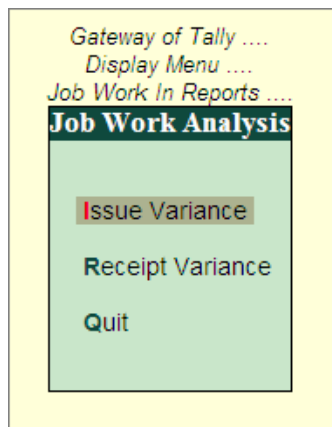 Gateway of Tally ....
Display Menu ....
Job Work In Reports ....
Job Work Analysis
Issue Variance
Receipt Variance
Quit